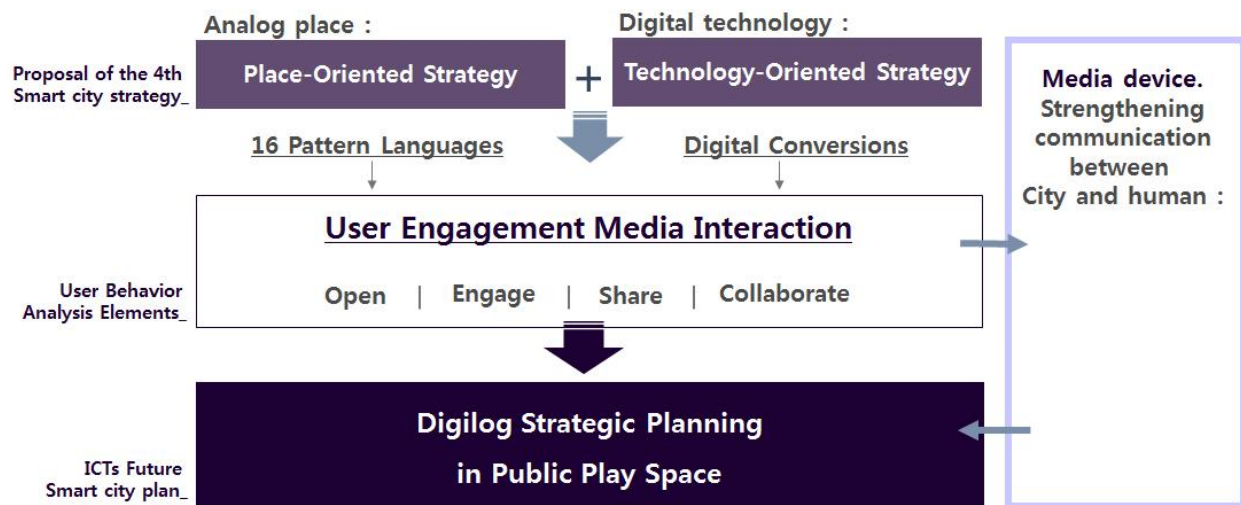 Analog place :
Digital technology :
Proposal of the 4th
Smart city strategy_
Place-Oriented Strategy
+
Technology-Oriented Strategy
16 Pattern Languages
Digital Conversions
User Engagement Media Interaction
User Behavior
Analysis Elements_
Open | Engage | Share | Collaborate
Digilog Strategic Planning
in Public Play Space
ICTs Future
Smart city plan_
Media device.
Strengthening
communication
between
City and human :